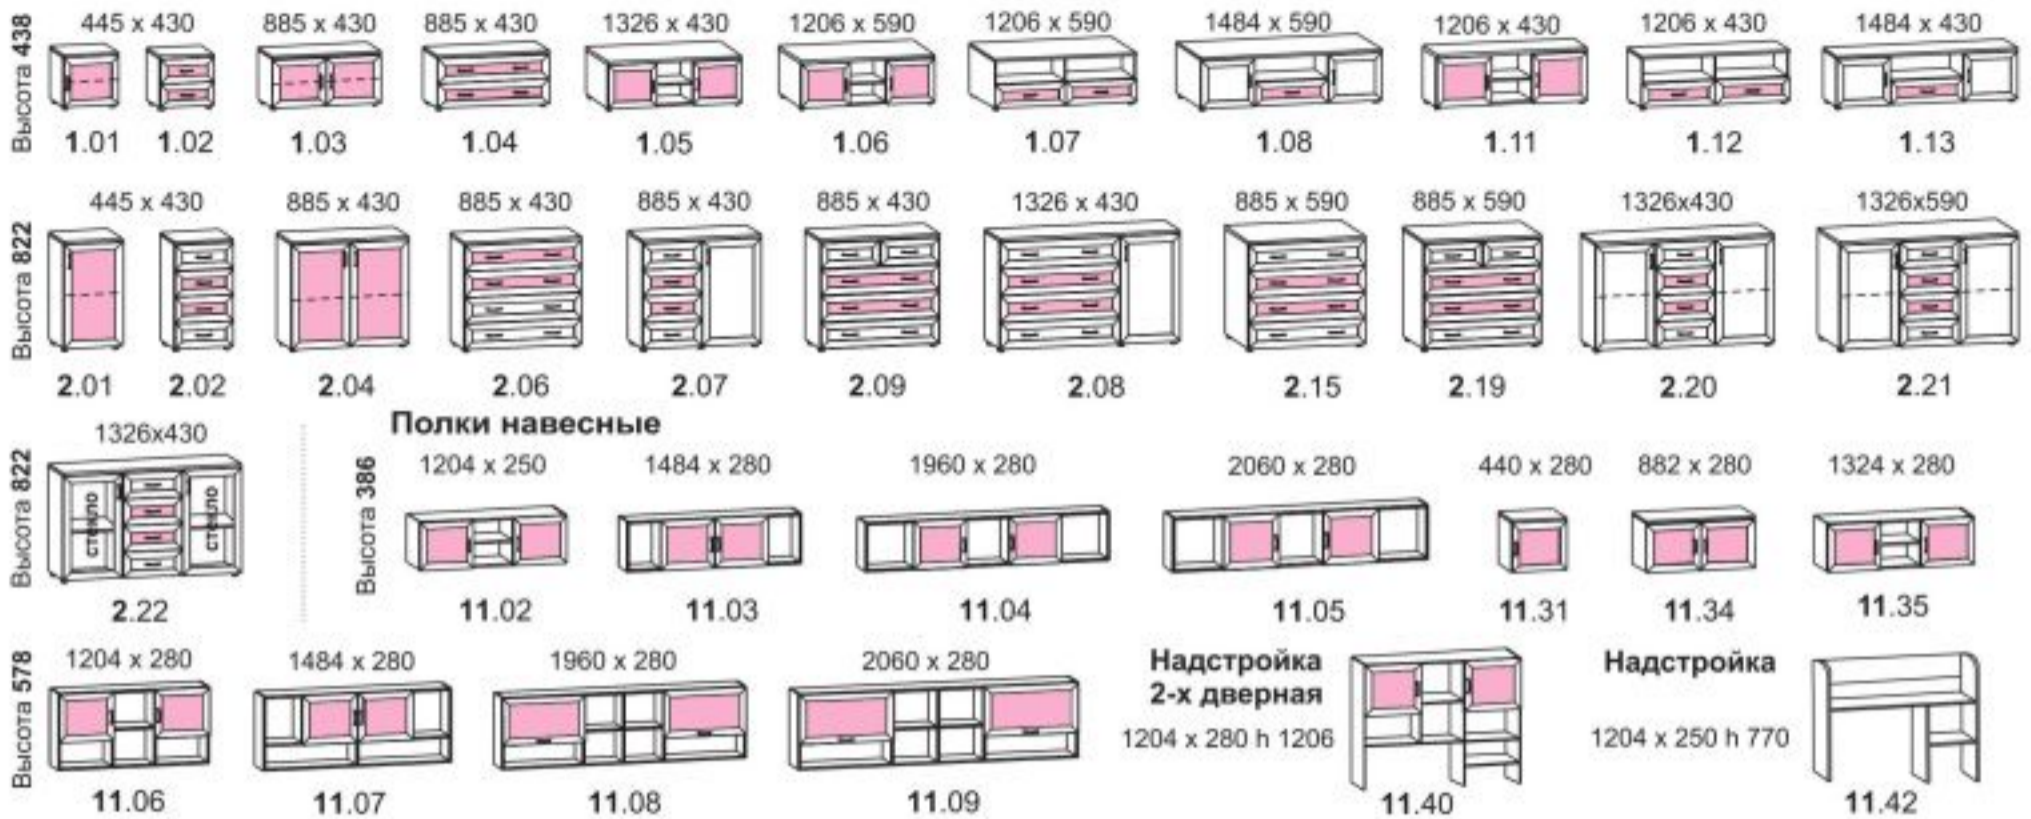 Высота 438
445 x 430 885 x 430 885 x 430 1326 x 430 1206 x 590 1206 x 590 1484 x 590 1206 x 430 1206 x 430 1484 x 430
1.01 1.02 1.03 1.04 1.05 1.06 1.07 1.08 1.11 1.12 1.13
Высота 822
445 x 430 885 x 430 885 x 430 885 x 430 885 x 430 1326 x 430 885 x 590 885 x 590 1326x430 1326x590
2.01 2.02 2.04 2.06 2.07 2.09 2.08 2.15 2.19 2.20 2.21
Высота 822
1326x430
стекло стекло
2.22
Полки навесные
Высота 386
1204 x 250 1484 x 280 1960 x 280 2060 x 280 440 x 280 882 x 280 1324 x 280
11.02 11.03 11.04 11.05 11.31 11.34 11.35
Высота 578
1204 x 280 1484 x 280 1960 x 280 2060 x 280
11.06 11.07 11.08 11.09
Надстройка
2-х дверная
1204 x 280 h 1206
11.40
Надстройка
1204 x 250 h 770
11.42